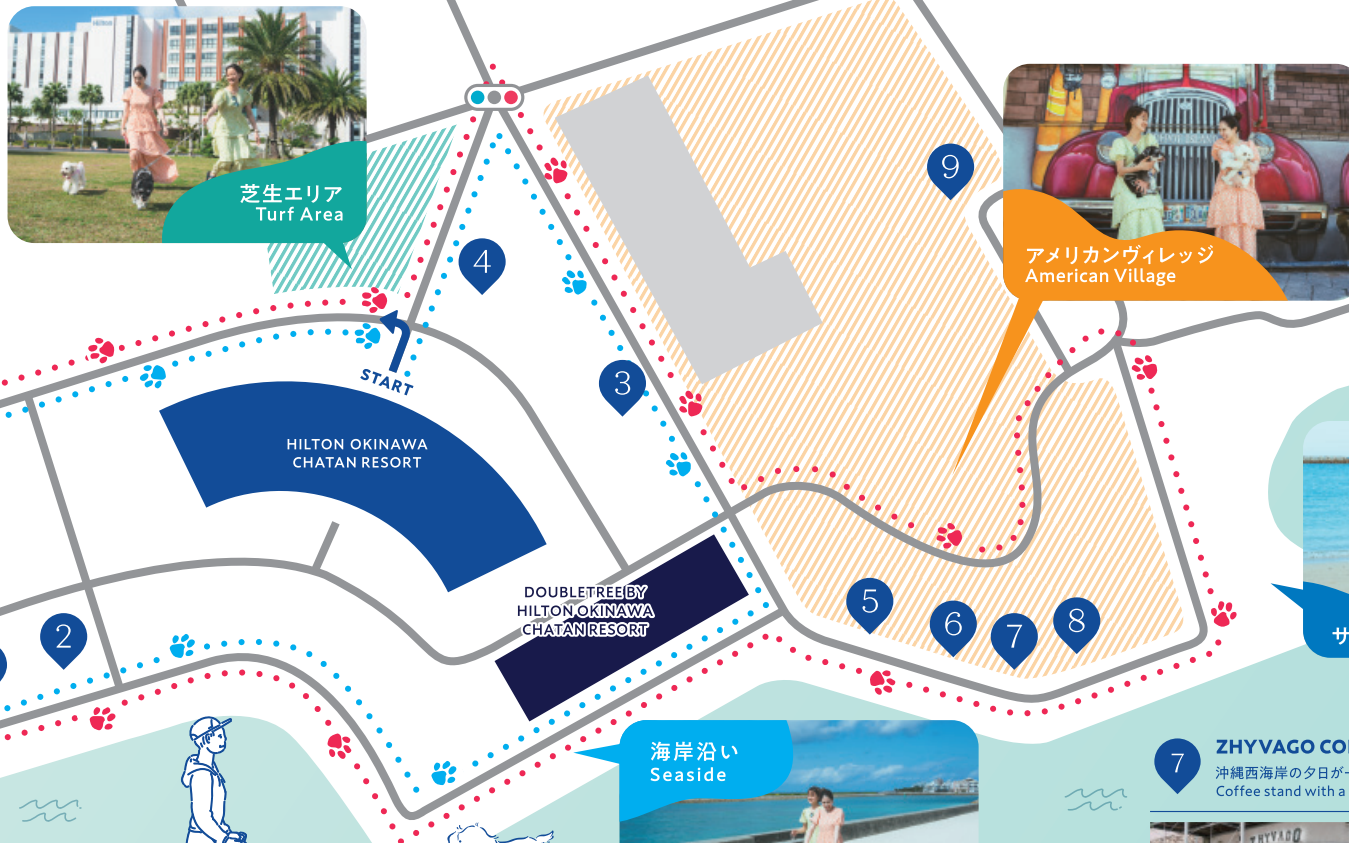 Hilton
芝生エリア
Turf Area
4
9
アメリカンヴィレッジ
American Village
START
3
HILTON OKINAWA
CHATAN RESORT
DOUBLETREE BY
HILTON OKINAWA
CHATAN RESORT
2
5
6
7
8
サ
海岸沿い
Seaside
7
ZHYVAGO CO
沖縄西海岸の夕日が
Coffee stand with a
ZHYVAGO